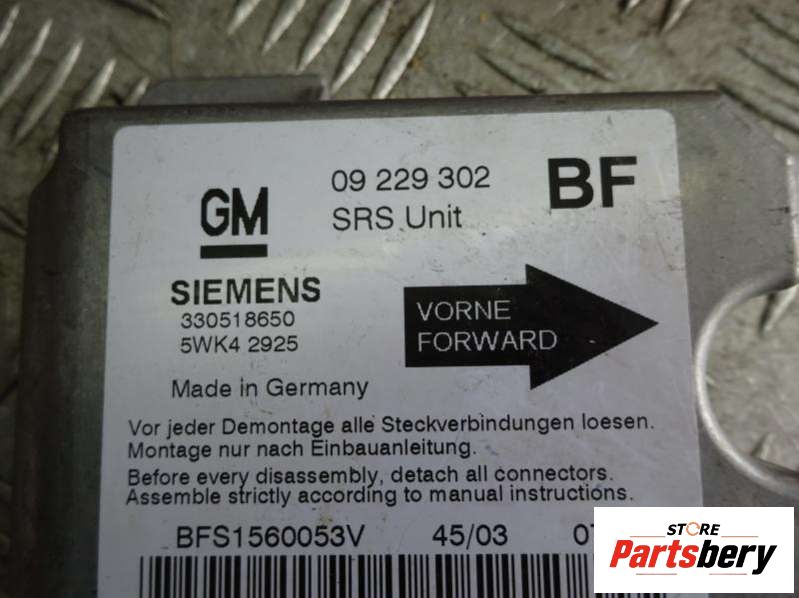 GM
09 229 302
BF
SRS Unit
SIEMENS
330518650
5WK4 2925
VORNE
FORWARD
Made in Germany
Vor jeder Demontage alle Steckverbindungen loesen.
Montage nur nach Einbauanleitung.
Before every disassembly, detach all connectors.
Assemble strictly according to manual instructions.
BFS1560053V 45/03
STORE
Partsbery